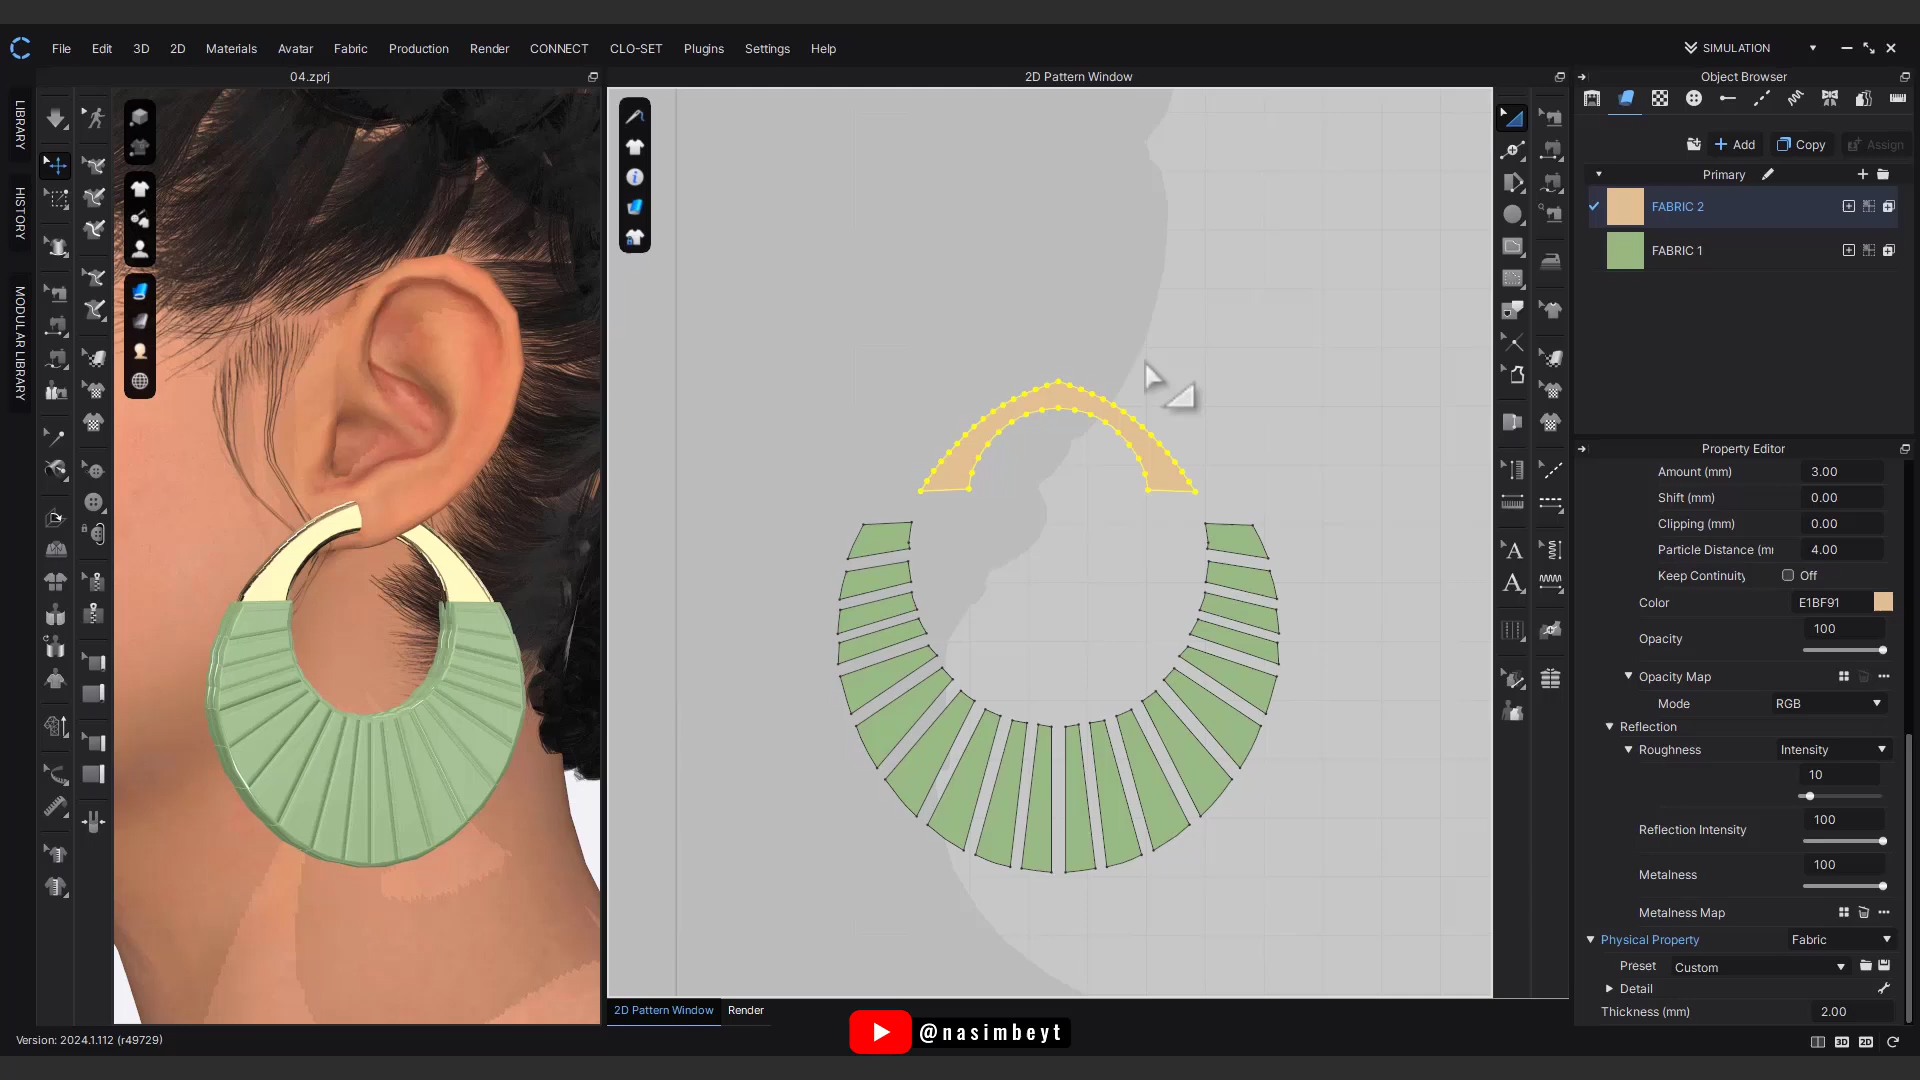 File Edit 3D 2D Materials Avatar Fabric Production Render CONNECT CLO-SET Plugins Settings Help
SIMULATION
04.zprj
2D Pattern Window
Object Browser
LIBRARY
HISTORY
MODULAR LIBRARY
Add
Copy
Assign
Primary
FABRIC 2
FABRIC 1
Property Editor
Amount (mm) 3.00
Shift (mm) 0.00
Clipping (mm) 0.00
Particle Distance (mı 4.00
Keep Continuity Off
Color E1BF91
Opacity 100
Opacity Map
Mode RGB
Reflection
Roughness Intensity
10
Reflection Intensity 100
Metalness 100
Metalness Map
Physical Property Fabric
Preset Custom
Detail
Thickness (mm) 2.00
2D Pattern Window Render
@nasimbeyt
Version: 2024.1.112 (r49729)
3D 2D